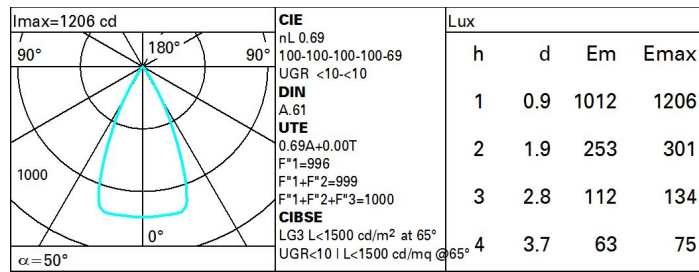 Imax=1206 cd
90° 180° 90°
1000
0°
α=50°
CIE
nL 0.69
100-100-100-100-69
UGR <10-<10
DIN
A.61
UTE
0.69A+0.00T
F"1=996
F"1+F"2=999
F"1+F"2+F"3=1000
CIBSE
LG3 L<1500 cd/m² at 65°
UGR<10 | L<1500 cd/mq @65°
Lux
h d Em Emax
1 0.9 1012 1206
2 1.9 253 301
3 2.8 112 134
4 3.7 63 75